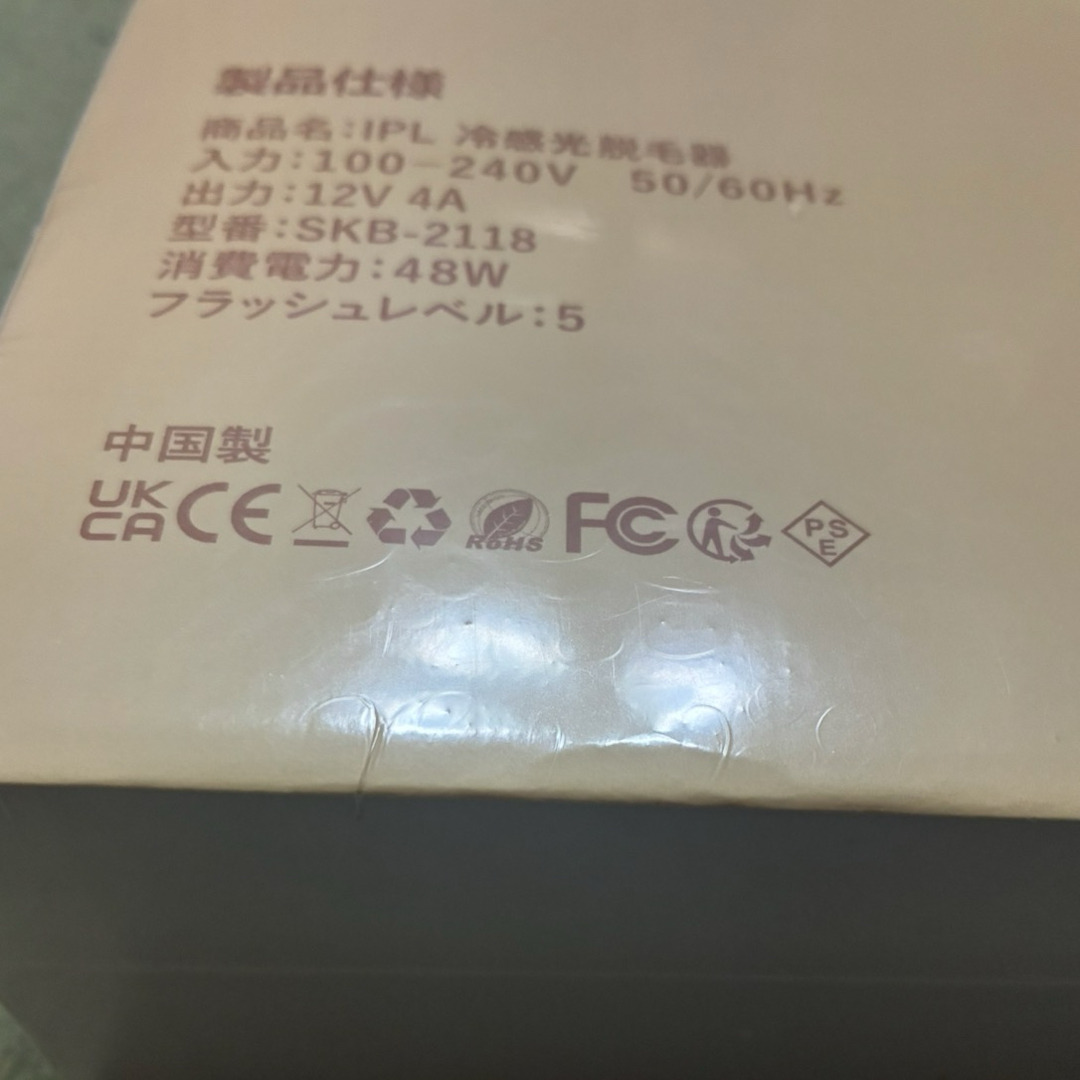 製品仕様
商品名：IPL 冷感光脱毛器
入力：100－240V　50/60Hz
出力：12V 4A
型番：SKB-2118
消費電力：48W
フラッシュレベル：5
中国製
UK
CA CE RoHS FC PSE